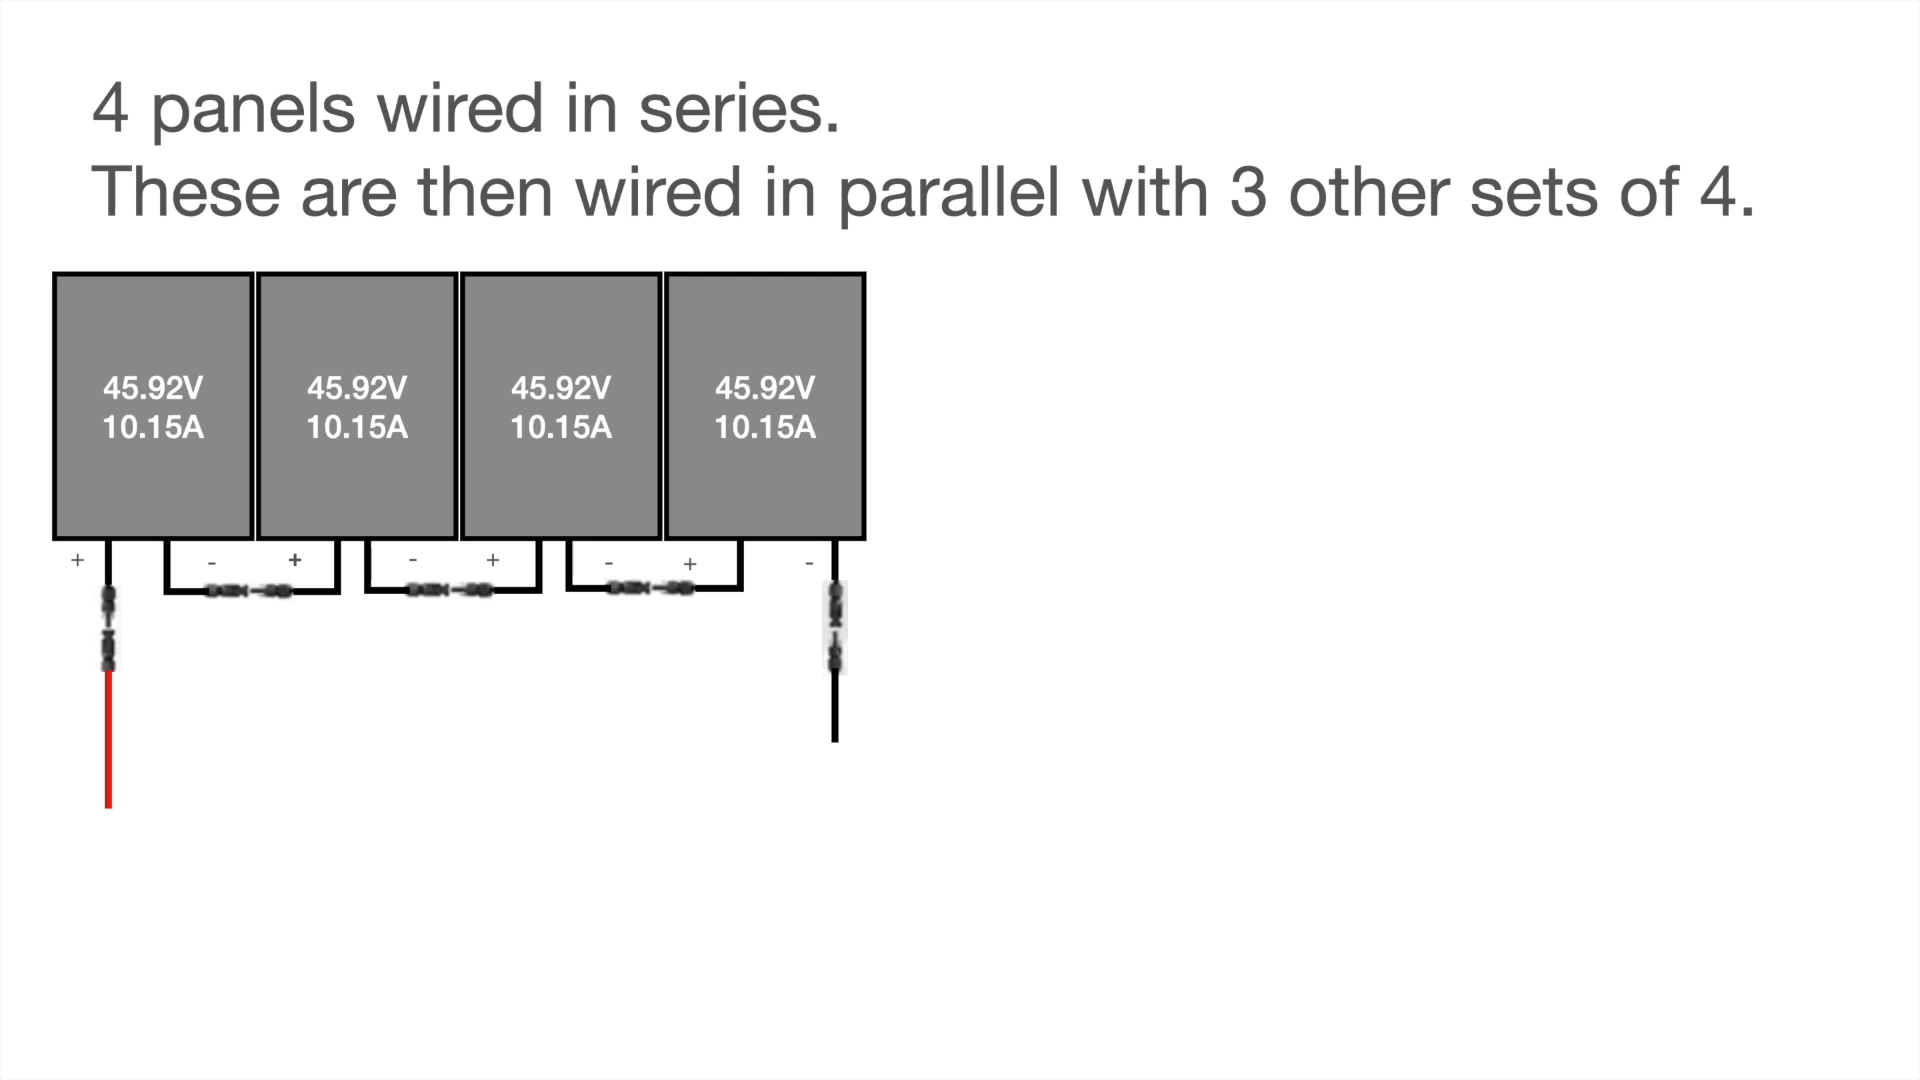 4 panels wired in series.
These are then wired in parallel with 3 other sets of 4.
45.92V
10.15A
45.92V
10.15A
45.92V
10.15A
45.92V
10.15A
+
-
+
-
+
-
+
-